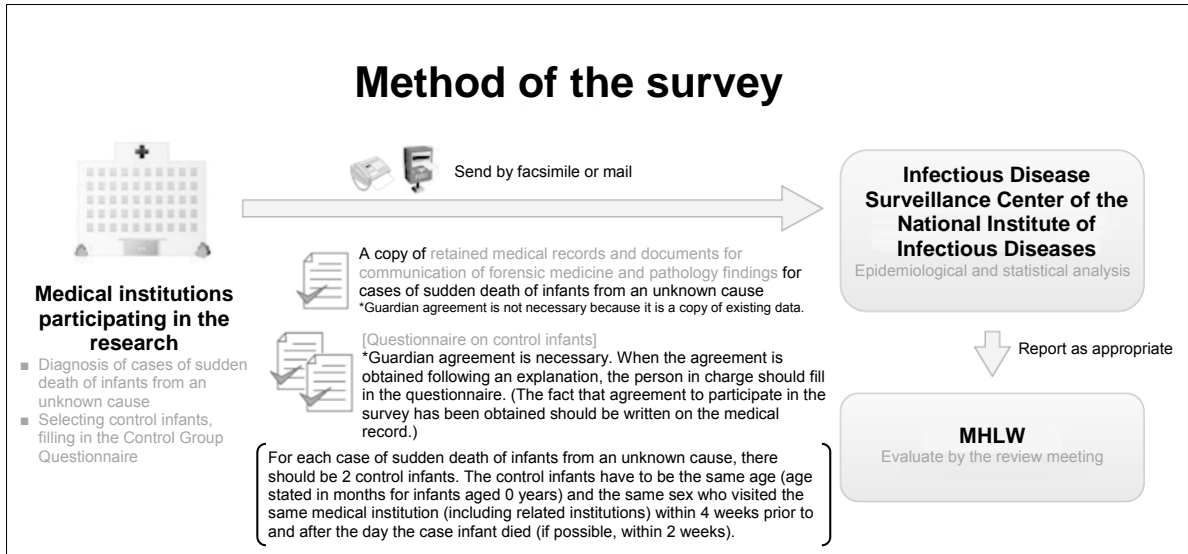 Method of the survey
Send by facsimile or mail
Medical institutions
participating in the
research
■ Diagnosis of cases of sudden
death of infants from an
unknown cause
■ Selecting control infants,
filling in the Control Group
Questionnaire
A copy of retained medical records and documents for
communication of forensic medicine and pathology findings for
cases of sudden death of infants from an unknown cause
*Guardian agreement is not necessary because it is a copy of existing data.
[Questionnaire on control infants]
*Guardian agreement is necessary. When the agreement is
obtained following an explanation, the person in charge should fill
in the questionnaire. (The fact that agreement to participate in the
survey has been obtained should be written on the medical
record.)
For each case of sudden death of infants from an unknown cause, there
should be 2 control infants. The control infants have to be the same age (age
stated in months for infants aged 0 years) and the same sex who visited the
same medical institution (including related institutions) within 4 weeks prior to
and after the day the case infant died (if possible, within 2 weeks).
Infectious Disease
Surveillance Center of the
National Institute of
Infectious Diseases
Epidemiological and statistical analysis
Report as appropriate
MHLW
Evaluate by the review meeting